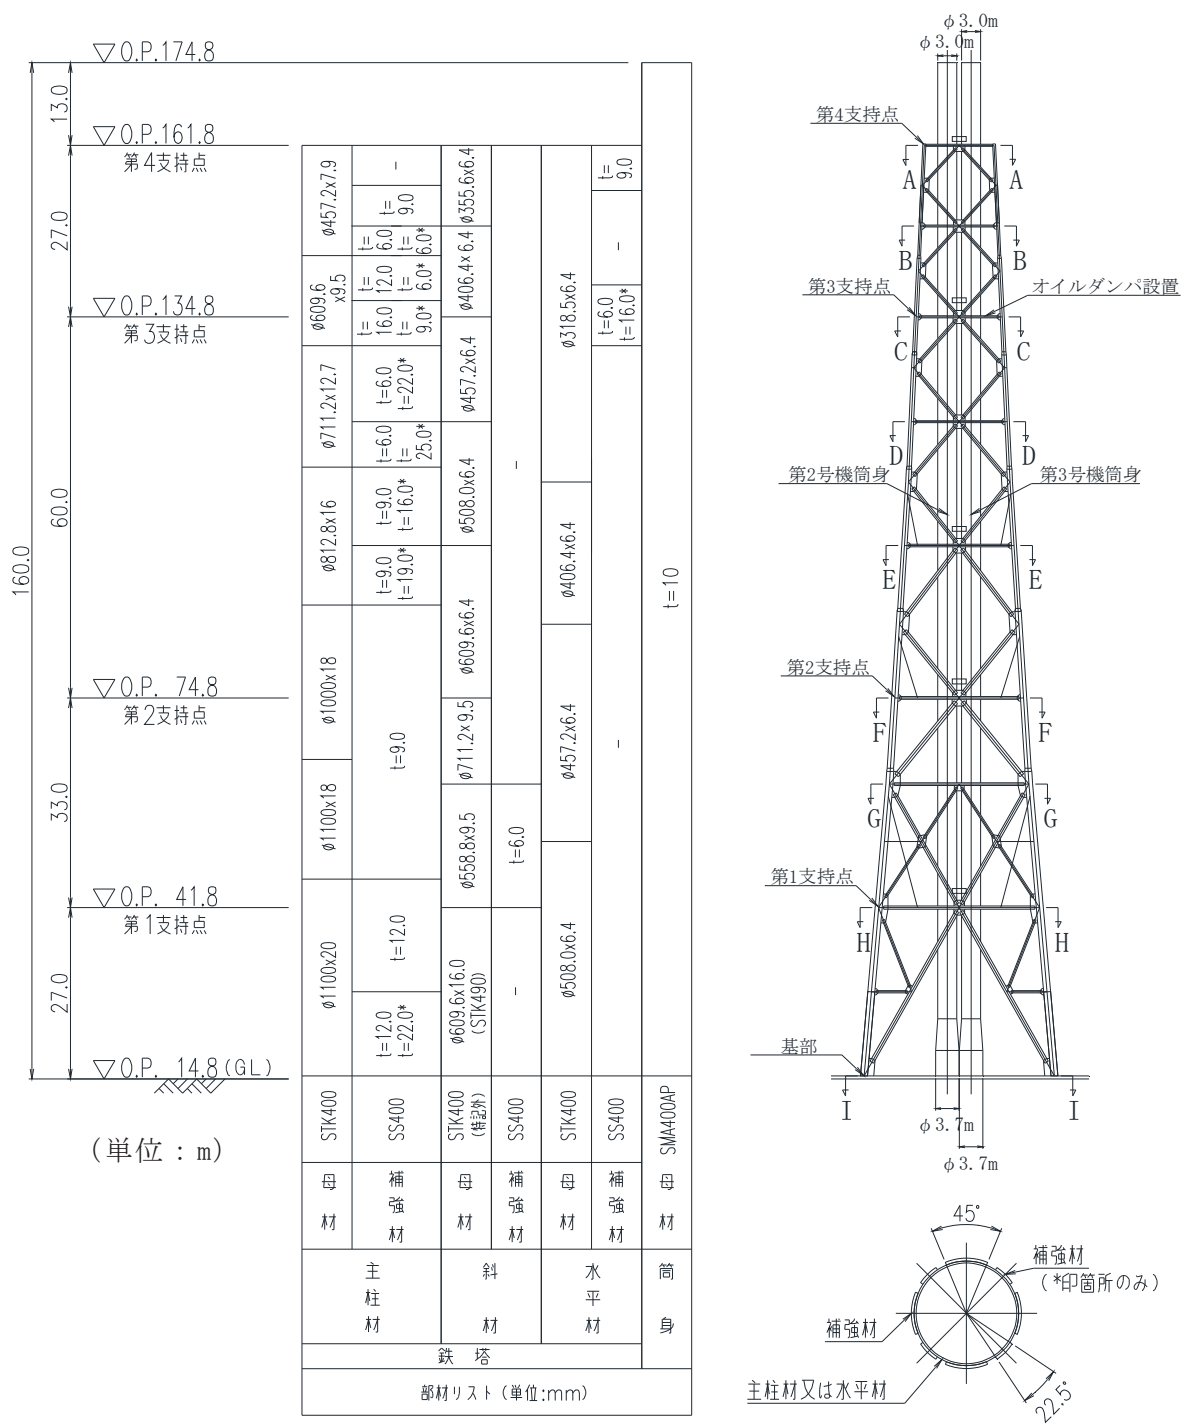 φ3.0m
φ3.0m
▽O.P.174.8
13.0
▽O.P.161.8
第4支持点
27.0
▽O.P.134.8
第3支持点
60.0
160.0
▽O.P. 74.8
第2支持点
33.0
▽O.P. 41.8
第1支持点
27.0
▽O.P. 14.8(GL)
(単位：m)
φ457.2x7.9
φ609.6
x9.5
φ711.2x12.7
φ812.8x16
φ1000x18
φ1100x18
φ1100x20
STK400
母材
-
t=
9.0
t=
6.0
t=
6.0*
t=
12.0
t=
6.0*
t=
16.0
t=
9.0*
t=6.0
t=22.0*
t=6.0
t=
25.0*
t=9.0
t=16.0*
t=9.0
t=19.0*
t=9.0
t=12.0
t=12.0
t=22.0*
SS400
補強材
主柱材
φ355.6x6.4
φ406.4x6.4
φ457.2x6.4
φ508.0x6.4
φ609.6x6.4
φ711.2x9.5
φ558.8x9.5
φ609.6x16.0
(STK490)
STK400
(特記外)
母材
-
t=6.0
-
SS400
補強材
斜材
φ318.5x6.4
φ406.4x6.4
φ457.2x6.4
φ508.0x6.4
STK400
母材
t=
9.0
-
t=6.0
t=16.0*
-
SS400
補強材
水平材
鉄塔
t=10
SMA400AP
母材
筒身
部材リスト(単位:mm)
第4支持点
A
A
B
B
第3支持点
オイルダンパ設置
C
C
D
D
第2号機筒身
第3号機筒身
E
E
第2支持点
F
F
G
G
第1支持点
H
H
基部
I
I
φ3.7m
φ3.7m
45°
補強材
(*印箇所のみ)
補強材
主柱材又は水平材
22.5°